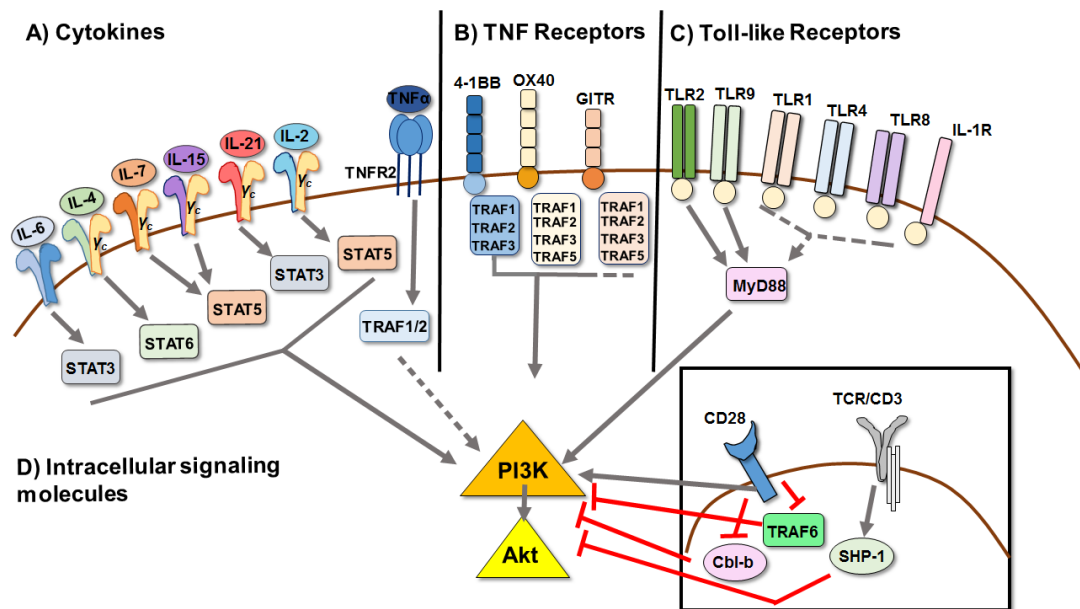 A) Cytokines
B) TNF Receptors
C) Toll-like Receptors
IL-6
IL-4
IL-7
IL-15
IL-21
IL-2
γc
γc
γc
γc
γc
TNFα
TNFR2
STAT3
STAT6
STAT5
STAT3
STAT5
TRAF1/2
4-1BB
OX40
GITR
TRAF1
TRAF2
TRAF3
TRAF1
TRAF2
TRAF3
TRAF5
TRAF1
TRAF2
TRAF3
TRAF5
TLR2
TLR9
TLR1
TLR4
TLR8
IL-1R
MyD88
D) Intracellular signaling
molecules
PI3K
Akt
CD28
TCR/CD3
TRAF6
Cbl-b
SHP-1